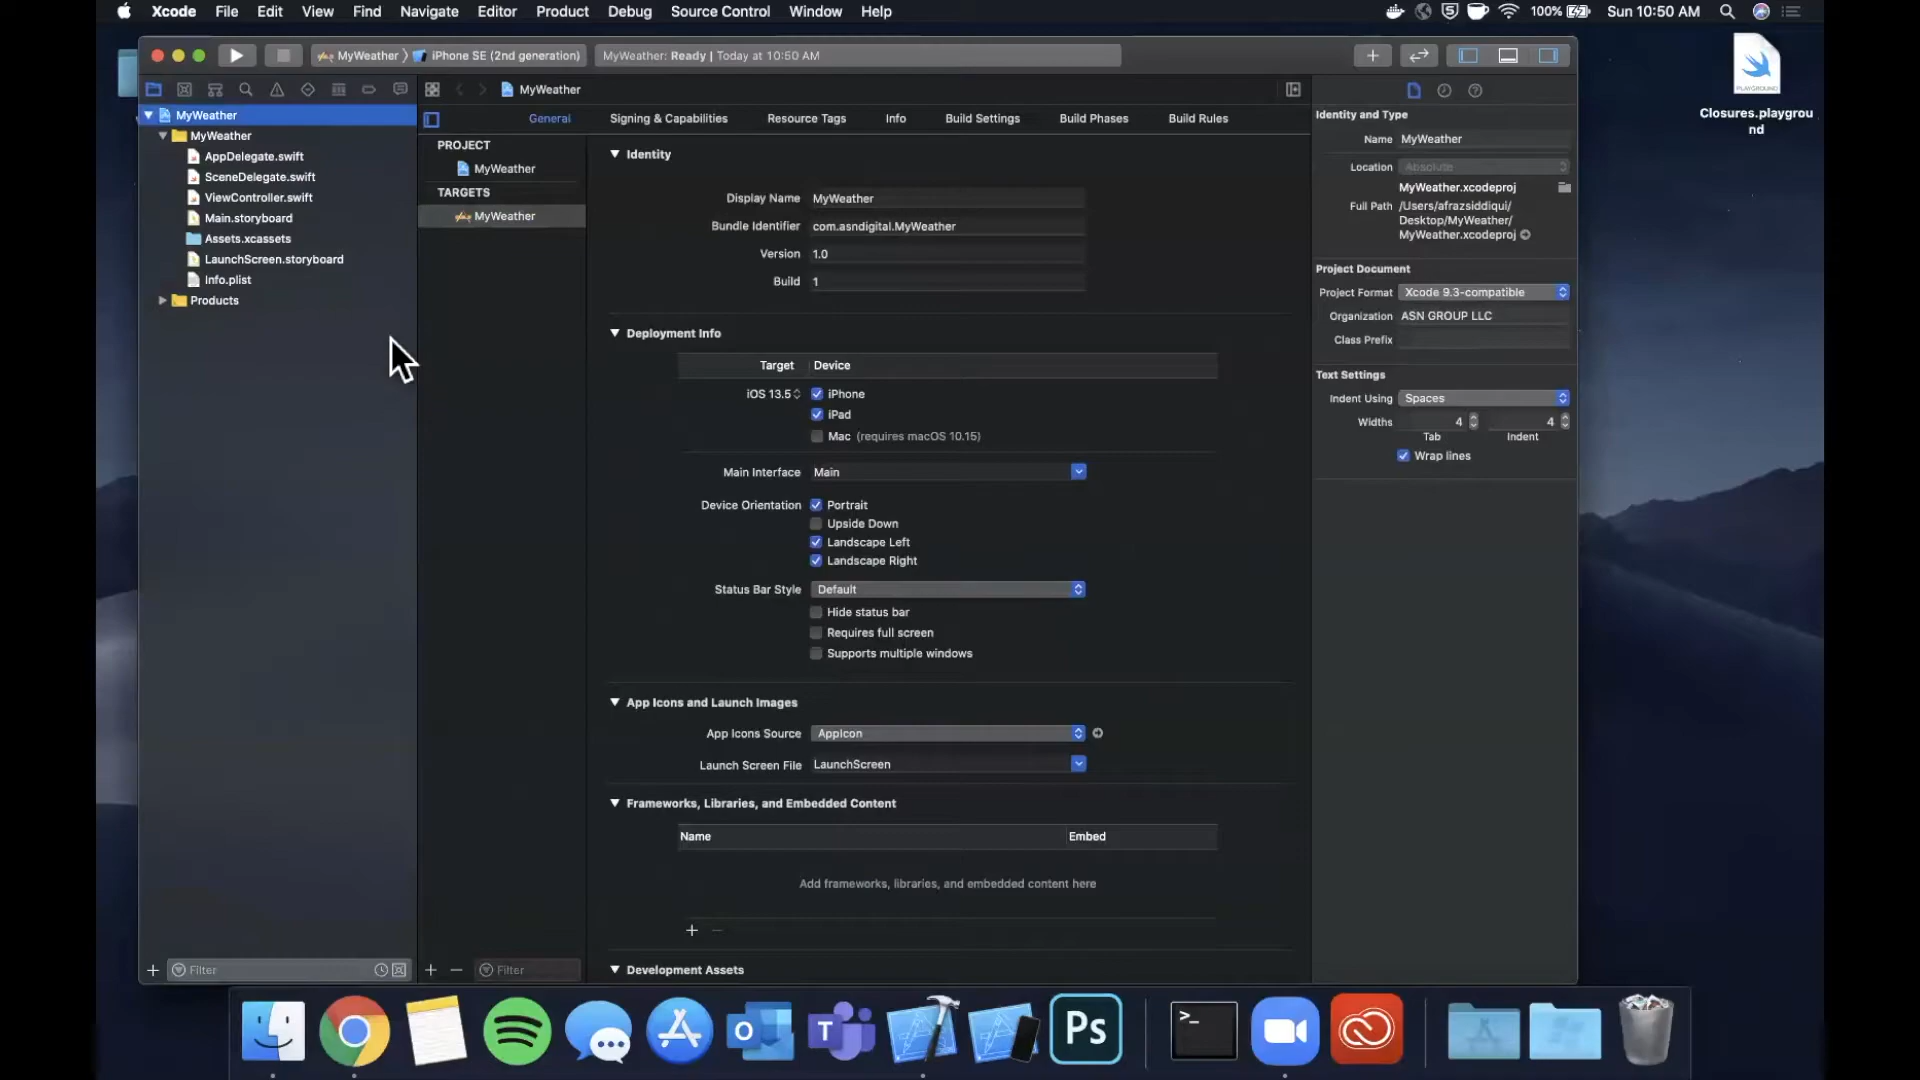 Xcode File Edit View Find Navigate Editor Product Debug Source Control Window Help
100% Sun 10:50 AM
MyWeather iPhone SE (2nd generation)
MyWeather: Ready | Today at 10:50 AM
MyWeather
MyWeather
AppDelegate.swift
SceneDelegate.swift
ViewController.swift
Main.storyboard
Assets.xcassets
LaunchScreen.storyboard
Info.plist
Products
Filter
MyWeather
General Signing & Capabilities Resource Tags Info Build Settings Build Phases Build Rules
PROJECT
MyWeather
TARGETS
MyWeather
Filter
Identity
Display Name MyWeather
Bundle Identifier com.asndigital.MyWeather
Version 1.0
Build 1
Deployment Info
Target Device
iOS 13.5 iPhone
iPad
Mac (requires macOS 10.15)
Main Interface Main
Device Orientation Portrait
Upside Down
Landscape Left
Landscape Right
Status Bar Style Default
Hide status bar
Requires full screen
Supports multiple windows
App Icons and Launch Images
App Icons Source AppIcon
Launch Screen File LaunchScreen
Frameworks, Libraries, and Embedded Content
Name Embed
Add frameworks, libraries, and embedded content here
Development Assets
Identity and Type
Name MyWeather
Location Absolute
MyWeather.xcodeproj
Full Path /Users/afrazsiddiqui/
Desktop/MyWeather/
MyWeather.xcodeproj
Project Document
Project Format Xcode 9.3-compatible
Organization ASN GROUP LLC
Class Prefix
Text Settings
Indent Using Spaces
Widths 4 4
Tab Indent
Wrap lines
PLAYGROUND
Closures.playgrou
nd
Ps